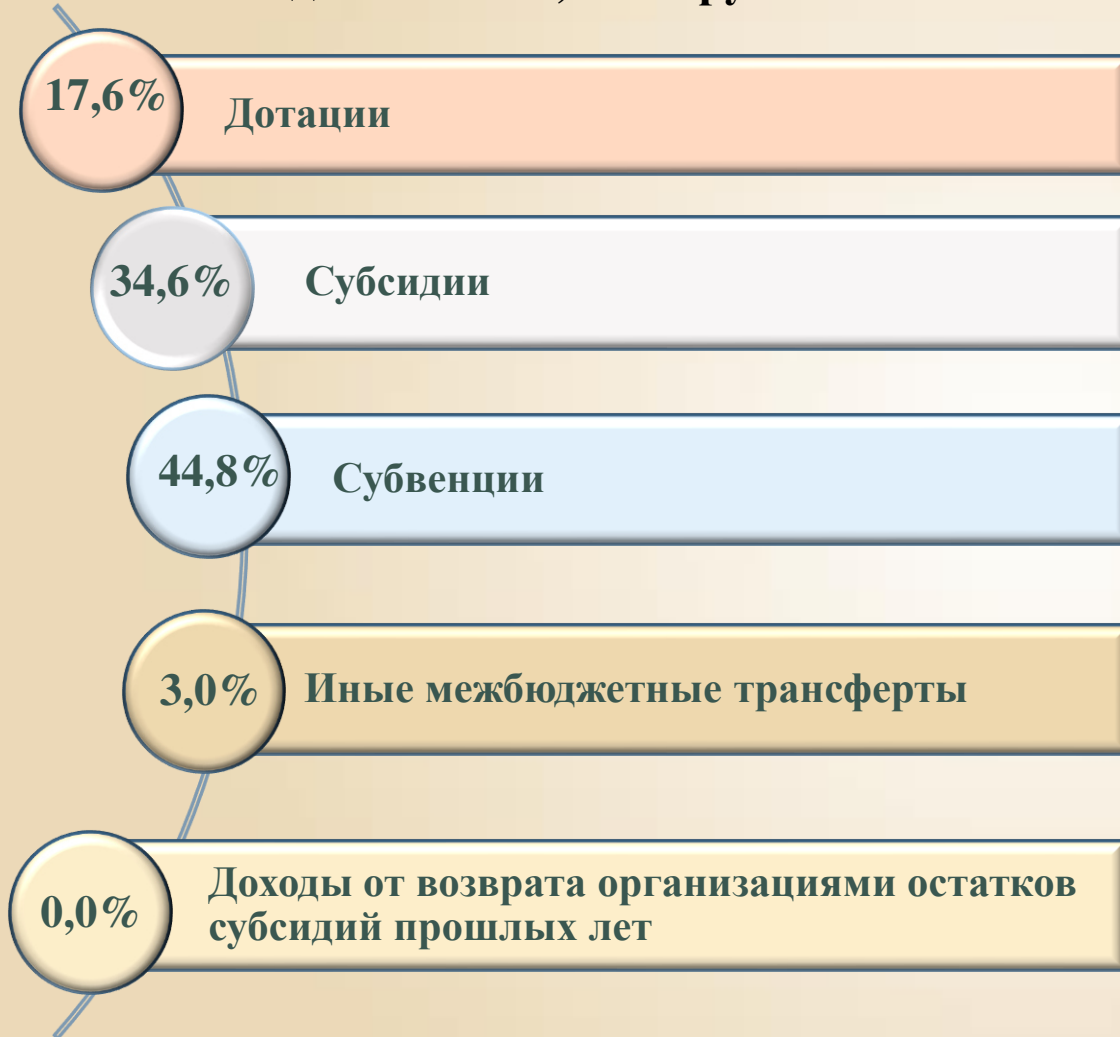 17,6%
Дотации
34,6%
Субсидии
44,8%
Субвенции
3,0%
Иные межбюджетные трансферты
0,0%
Доходы от возврата организациями остатков
субсидий прошлых лет